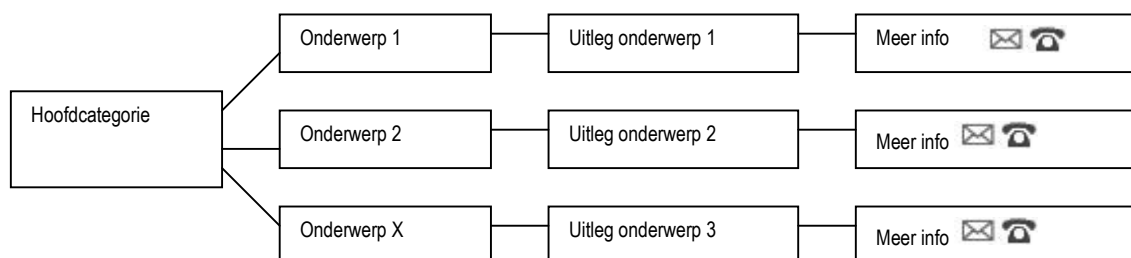 Onderwerp 1
Uitleg onderwerp 1
Meer info
Hoofdcategorie
Onderwerp 2
Uitleg onderwerp 2
Meer info
Onderwerp X
Uitleg onderwerp 3
Meer info